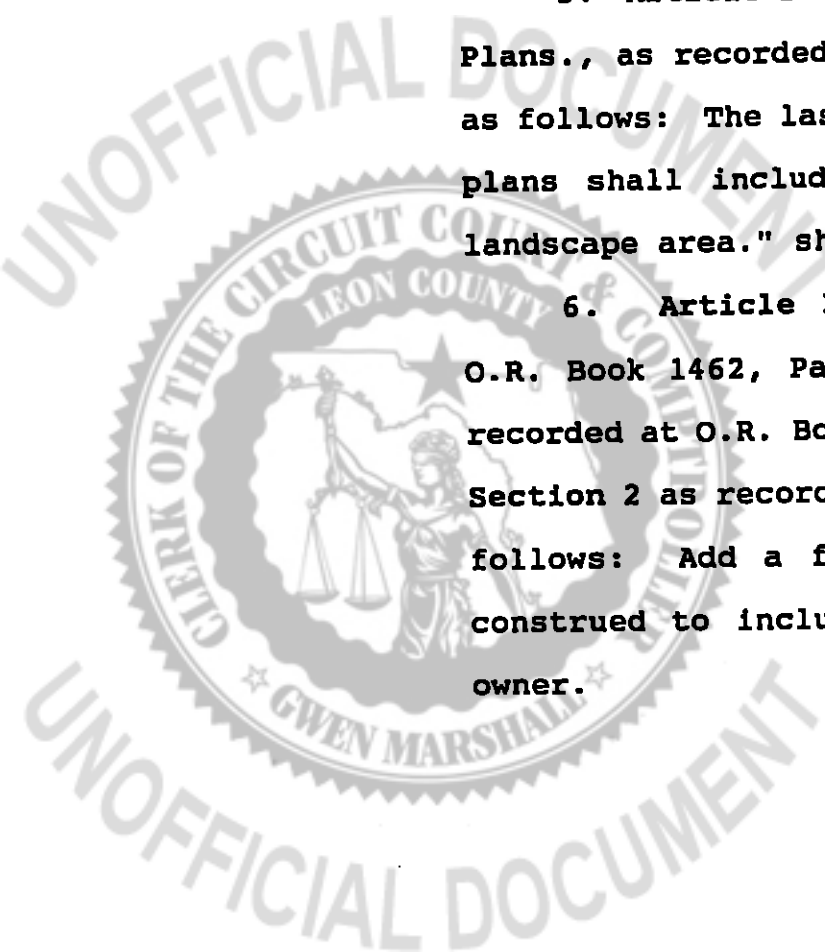 Plans., as recorded
as follows: The las
plans shall includ
landscape area." sh
6. Article
O.R. Book 1462, Pa
recorded at O.R. Bo
Section 2 as recor
follows: Add a f
construed to inclu
owner.
UNOFFICIAL DOCUMENT
CLERK OF THE CIRCUIT COURT & COMPTROLLER
LEON COUNTY
GWEN MARSHALL
UNOFFICIAL DOCUMENT